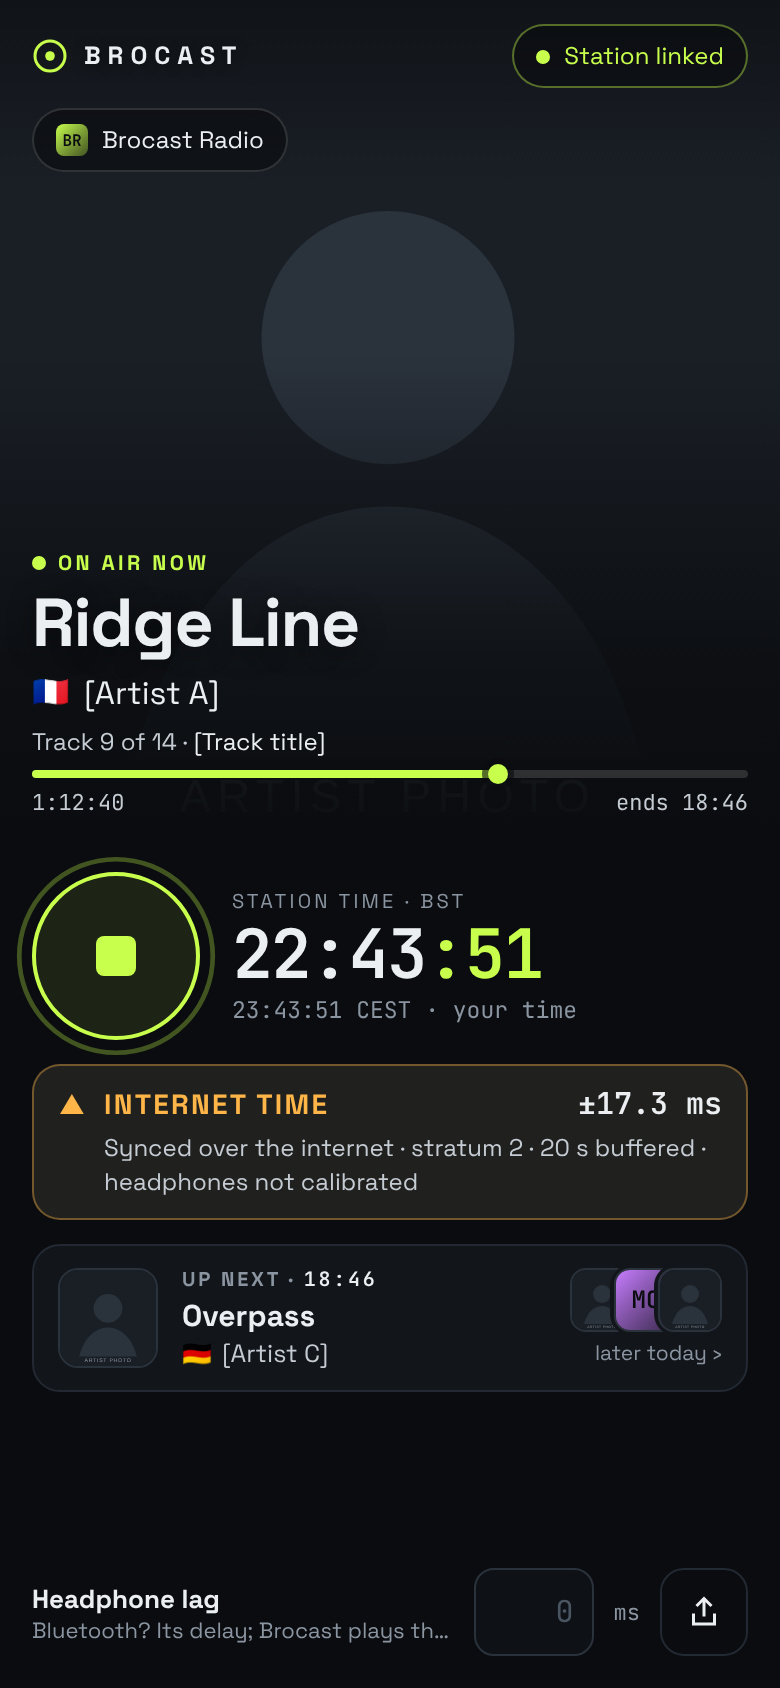 BROCAST
Station linked
BR Brocast Radio
ON AIR NOW
Ridge Line
[Artist A]
Track 9 of 14 · [Track title]
ARTIST PHOTO
1:12:40
ends 18:46
STATION TIME · BST
22:43:51
23:43:51 CEST · your time
INTERNET TIME
±17.3 ms
Synced over the internet · stratum 2 · 20 s buffered ·
headphones not calibrated
ARTIST PHOTO
UP NEXT · 18:46
Overpass
[Artist C]
later today >
Headphone lag
Bluetooth? Its delay; Brocast plays th…
0
ms